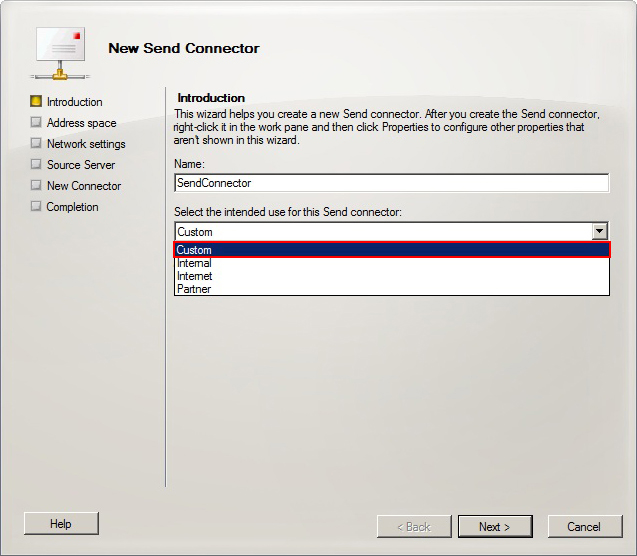 New Send Connector
Introduction
Address space
Network settings
Source Server
New Connector
Completion
Introduction
This wizard helps you create a new Send connector. After you create the Send connector,
right-click it in the work pane and then click Properties to configure other properties that
aren't shown in this wizard.
Name:
SendConnector
Select the intended use for this Send connector:
Custom
Custom
Internal
Internet
Partner
Help
< Back
Next >
Cancel